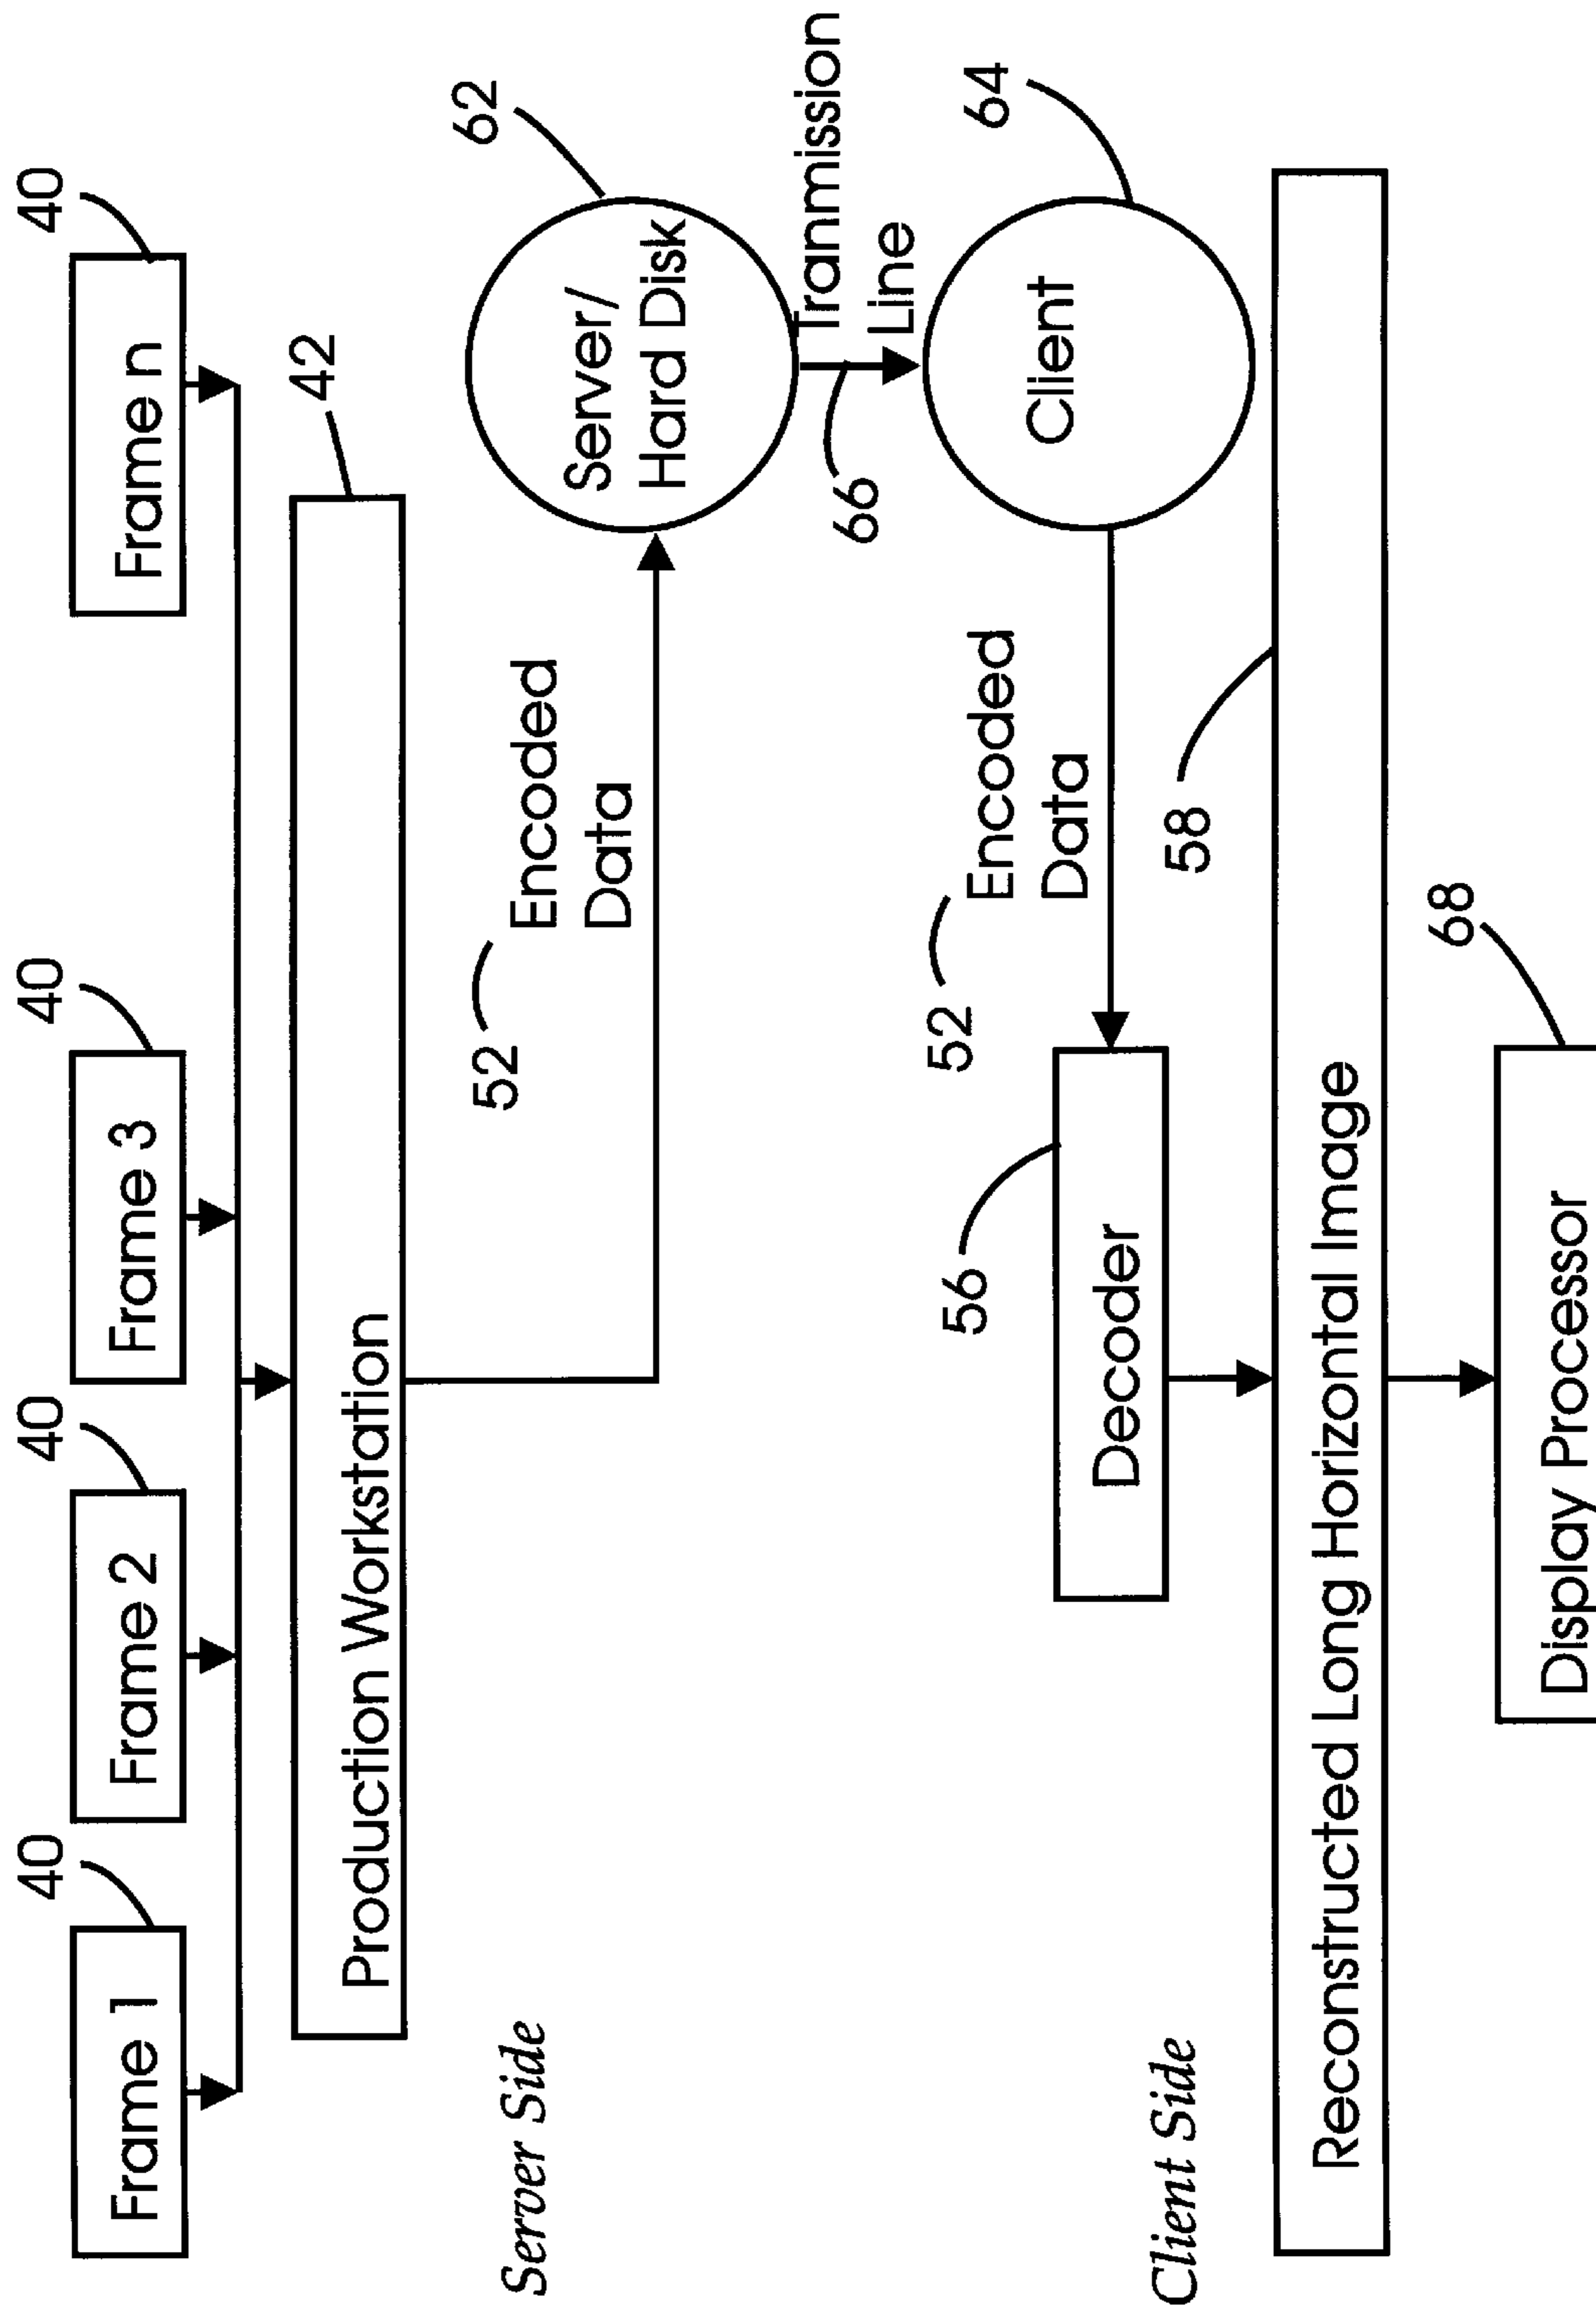 40
40
40
40
Frame 1
Frame 2
Frame 3
Frame n
42
Production Workstation
Server Side
52
Encoded
Data
62
Server/
Hard Disk
66
Tranmission
Line
64
Client
52
Encoded
Data
56
Decoder
Client Side
58
Reconstructed Long Horizontal Image
68
Display Processor